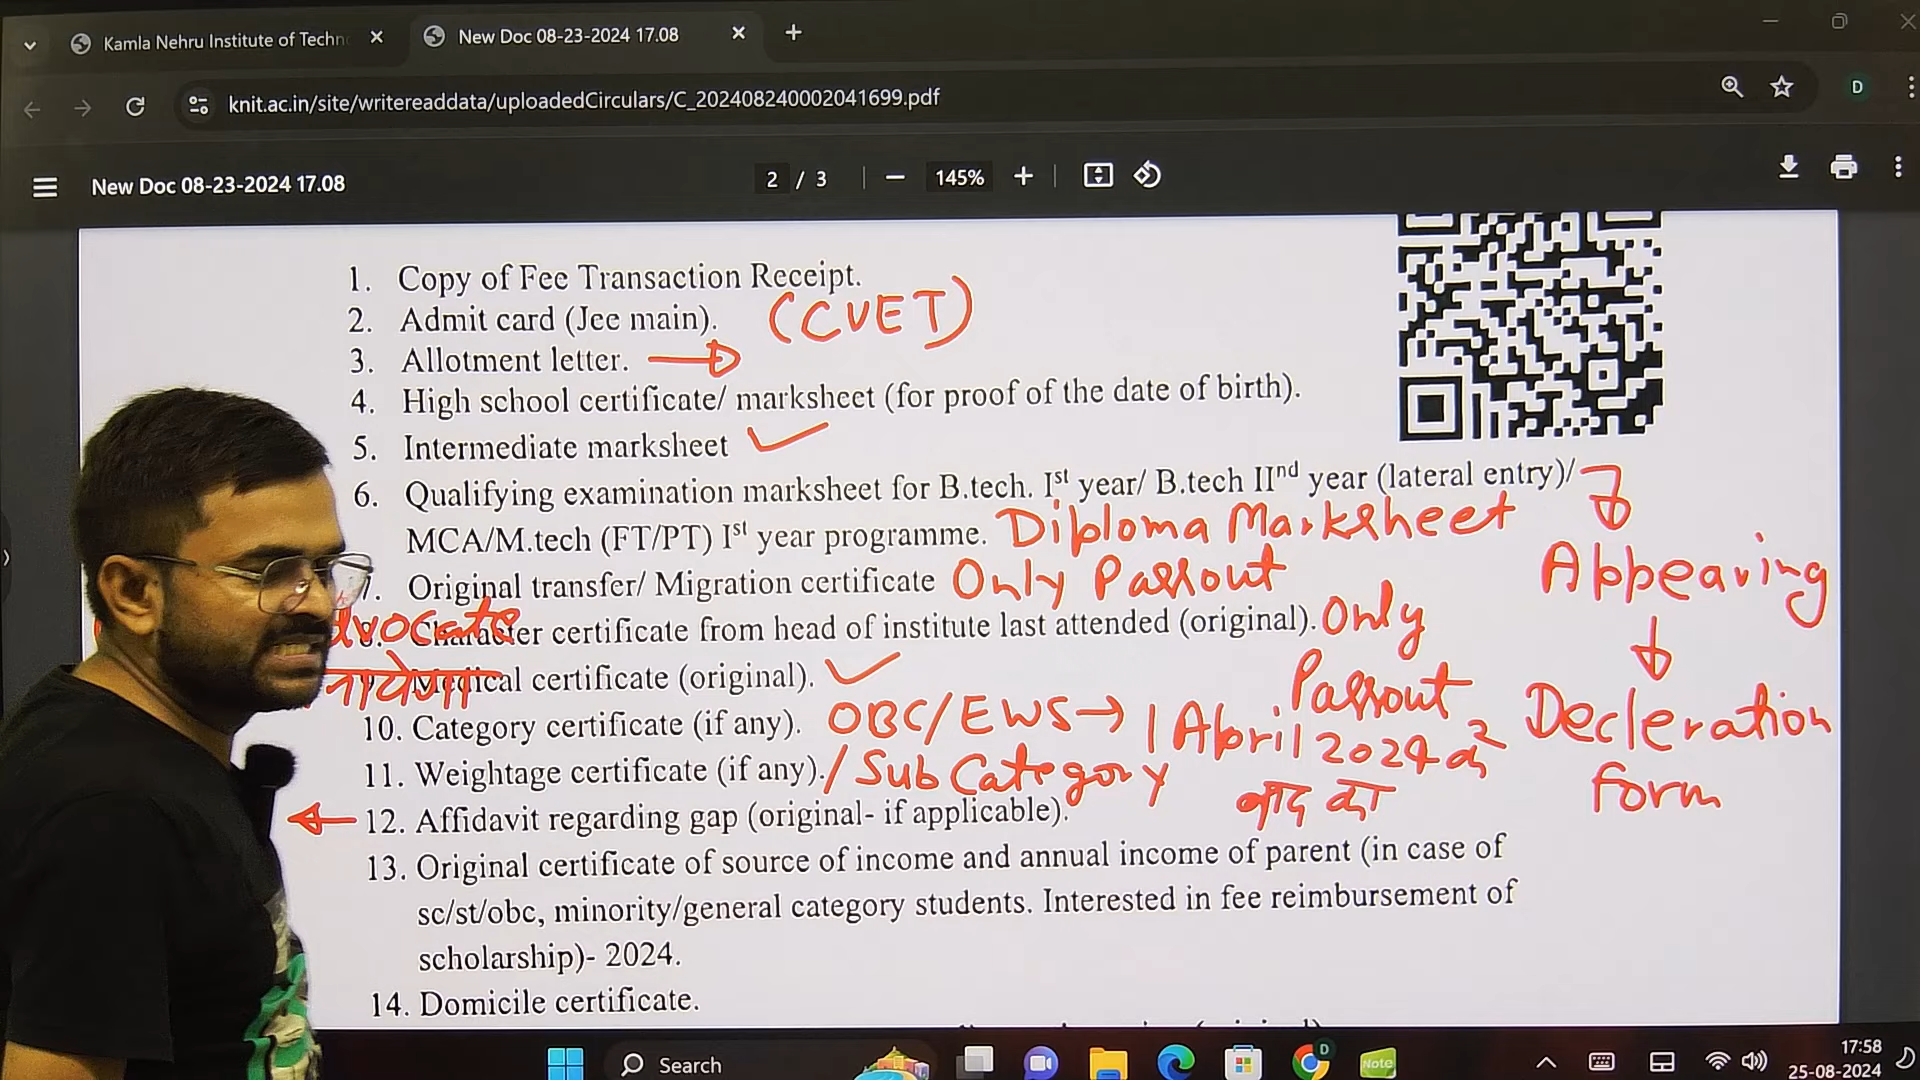 Kamla Nehru Institute of Techn
New Doc 08-23-2024 17.08
knit.ac.in/site/writereaddata/uploadedCirculars/C_202408240002041699.pdf
D
New Doc 08-23-2024 17.08
2 / 3
145%
1. Copy of Fee Transaction Receipt.
2. Admit card (Jee main). (CUET)
3. Allotment letter.
4. High school certificate/ marksheet (for proof of the date of birth).
5. Intermediate marksheet
6. Qualifying examination marksheet for B.tech. Ist year/ B.tech IInd year (lateral entry)/
MCA/M.tech (FT/PT) Ist year programme. Diploma Marksheet
Appearing
7. Original transfer/ Migration certificate Only Passout
dvocate
8. Character certificate from head of institute last attended (original). Only
Passout
9. Medical certificate (original).
10. Category certificate (if any). OBC/EWS → 1 April 2024 के
बाद का
Decleration
form
11. Weightage certificate (if any). / Sub Category
12. Affidavit regarding gap (original- if applicable).
13. Original certificate of source of income and annual income of parent (in case of
sc/st/obc, minority/general category students. Interested in fee reimbursement of
scholarship)- 2024.
14. Domicile certificate.
Search
D
Note
17:58
25-08-2024